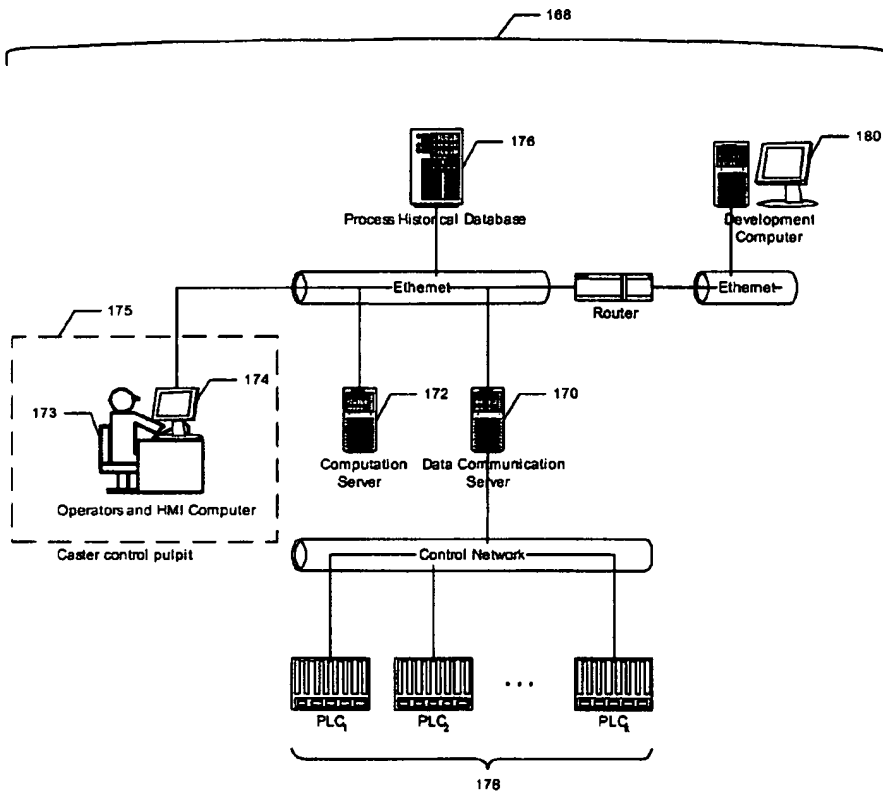 168
176
180
Process Historical Database
Development
Computer
Ethernet
Ethernet
Router
175
174
173
172
170
Computation
Server
Data Communication
Server
Operators and HMI Computer
Caster control pulpit
Control Network
PLC1
PLC2
...
178